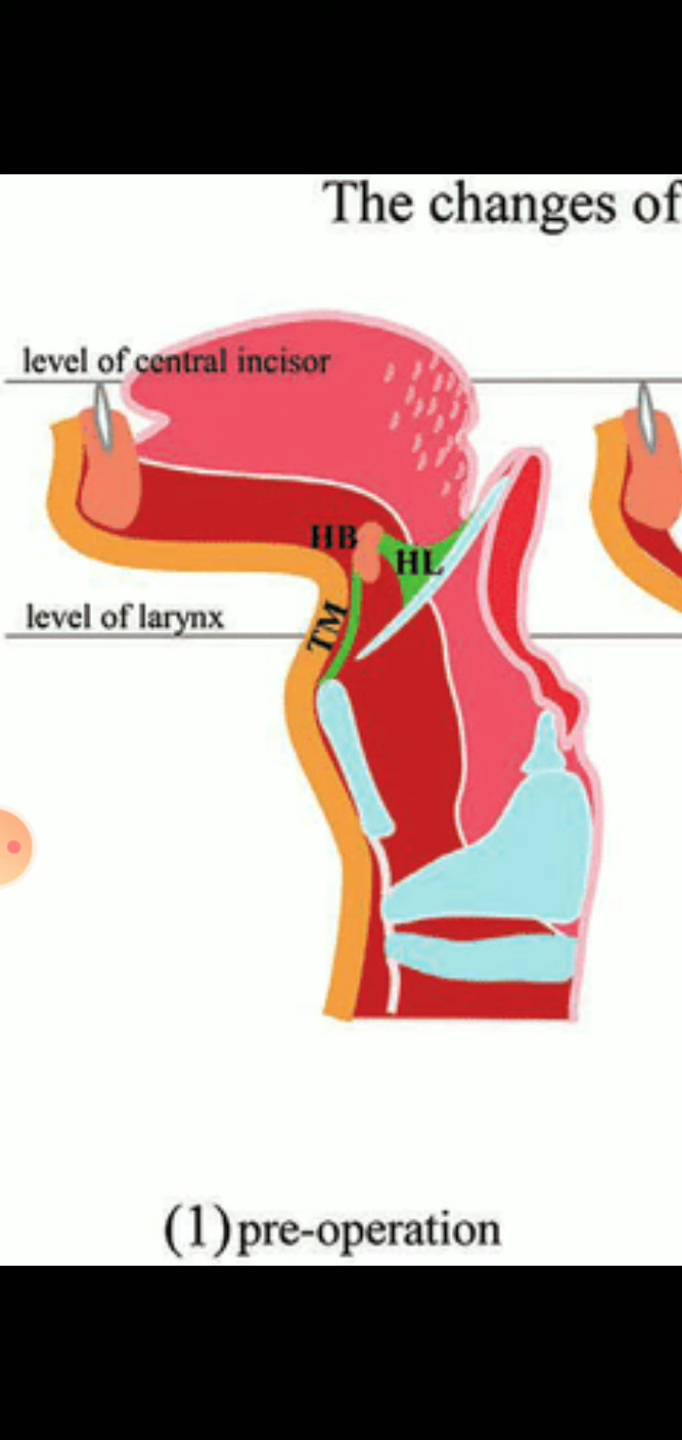 The changes of
level of central incisor
HB
HL
level of larynx
TM
(1)pre-operation